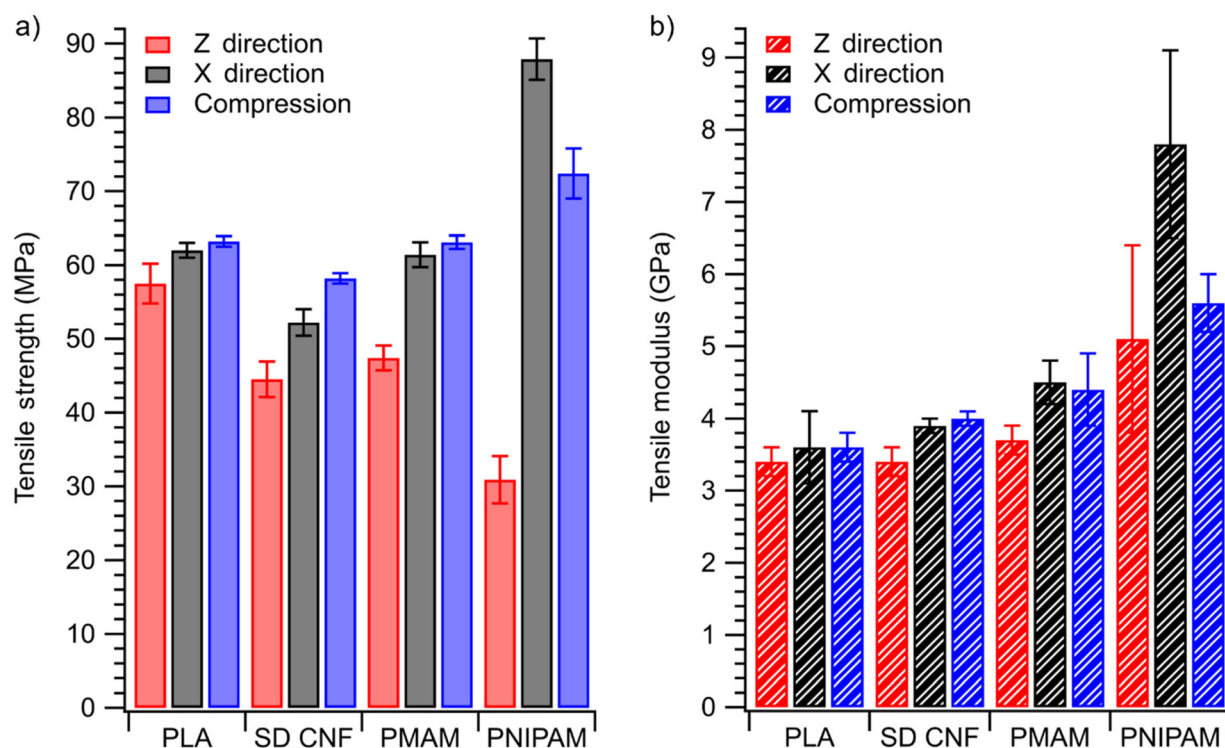 a)
Z direction
X direction
Compression
Tensile strength (MPa)
90
80
70
60
50
40
30
20
10
0
PLA SD CNF PMAM PNIPAM
b)
Z direction
X direction
Compression
Tensile modulus (GPa)
9
8
7
6
5
4
3
2
1
0
PLA SD CNF PMAM PNIPAM